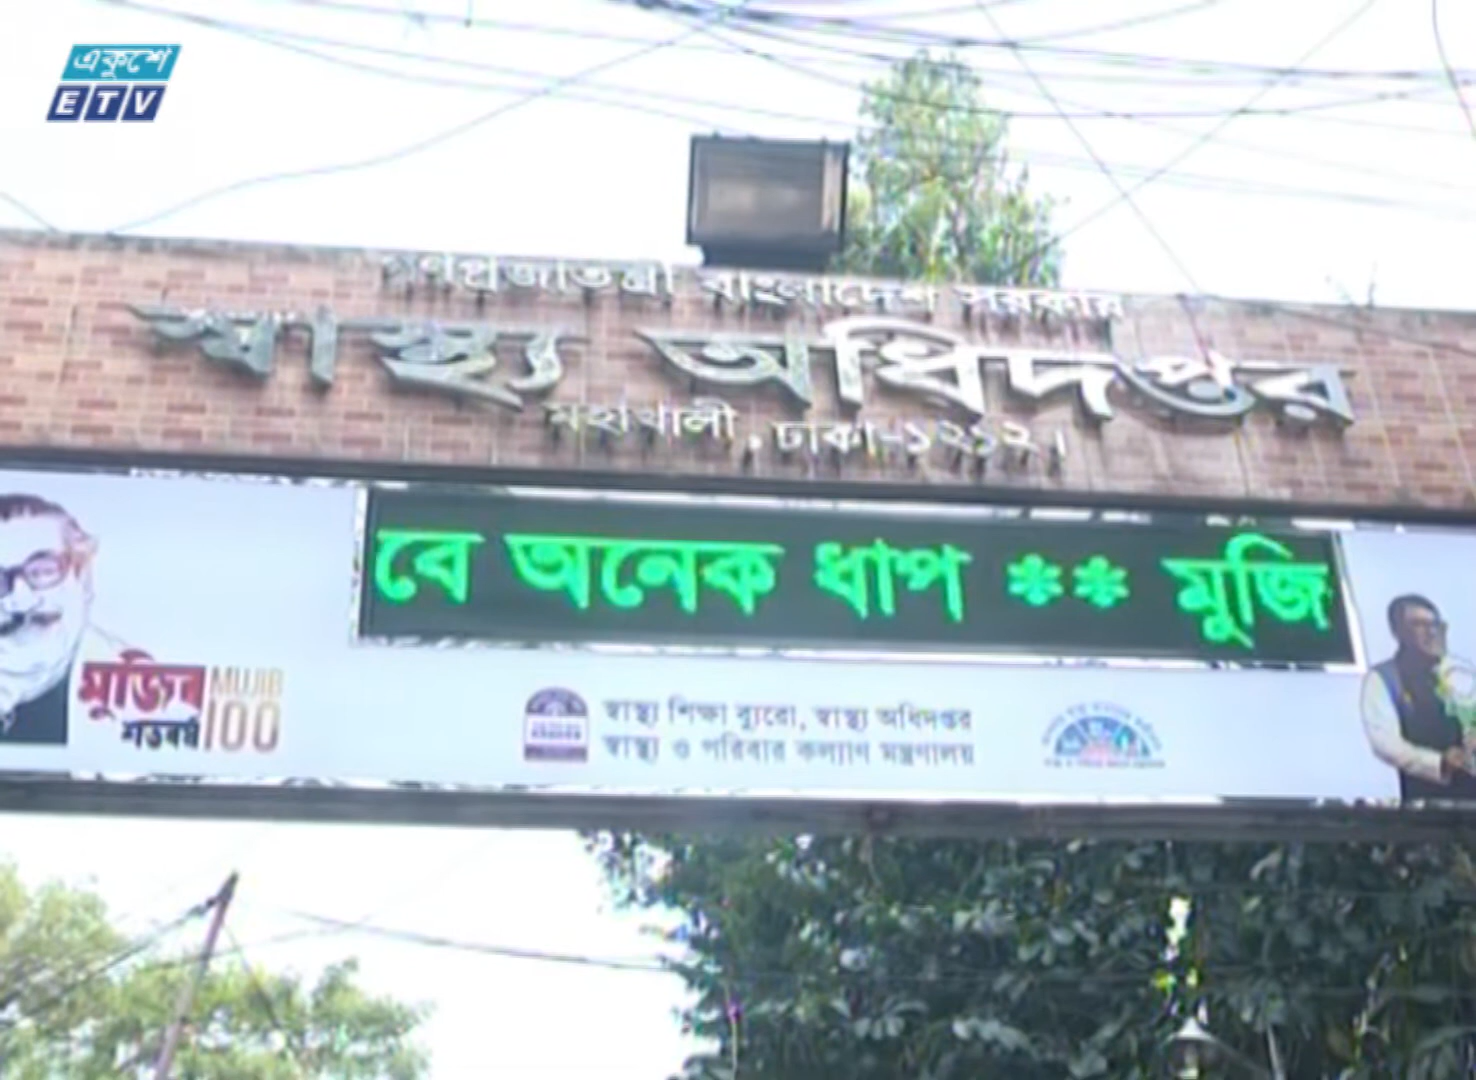 একুশে
ETV
গণপ্রজাতন্ত্রী বাংলাদেশ সরকার
স্বাস্থ্য অধিদপ্তর
মহাখালী, ঢাকা-১২১২।
বে অনেক ধাপ ** মুজি
মুজিব MUJIB
শতবর্ষ 100
স্বাস্থ্য শিক্ষা ব্যুরো, স্বাস্থ্য অধিদপ্তর
স্বাস্থ্য ও পরিবার কল্যাণ মন্ত্রণালয়